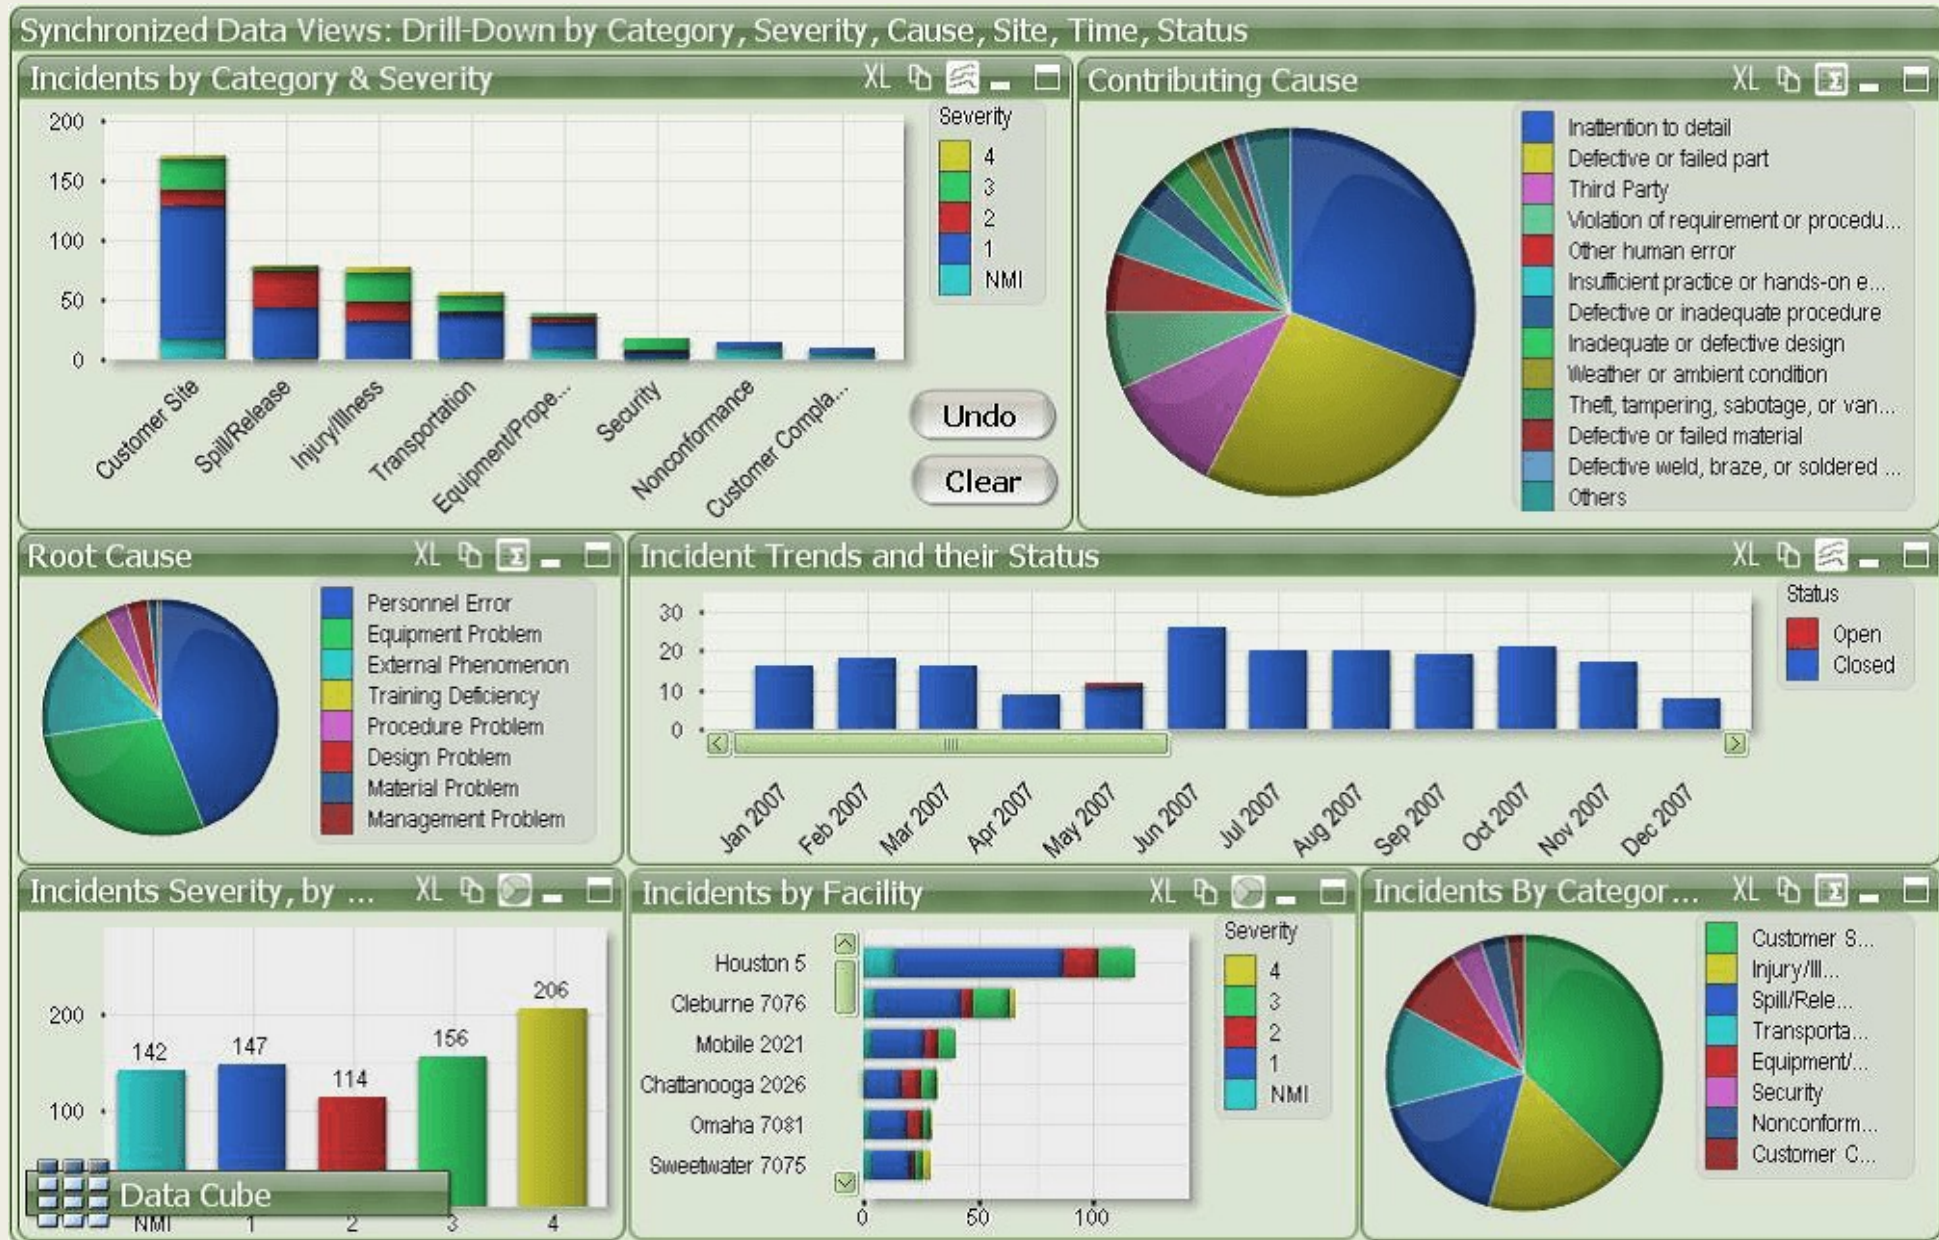 Synchronized Data Views: Drill-Down by Category, Severity, Cause, Site, Time, Status
Incidents by Category & Severity
XL
200
150
100
50
0
Customer Site
Spill/Release
Injury/Illness
Transportation
Equipment/Prope...
Security
Nonconformance
Customer Compla...
Severity
4
3
2
1
NMI
Undo
Clear
Contributing Cause
XL
Inattention to detail
Defective or failed part
Third Party
Violation of requirement or procedu...
Other human error
Insufficient practice or hands-on e...
Defective or inadequate procedure
Inadequate or defective design
Weather or ambient condition
Theft, tampering, sabotage, or van...
Defective or failed material
Defective weld, braze, or soldered ...
Others
Root Cause
XL
Personnel Error
Equipment Problem
External Phenomenon
Training Deficiency
Procedure Problem
Design Problem
Material Problem
Management Problem
Incident Trends and their Status
XL
30
20
10
0
Jan 2007
Feb 2007
Mar 2007
Apr 2007
May 2007
Jun 2007
Jul 2007
Aug 2007
Sep 2007
Oct 2007
Nov 2007
Dec 2007
Status
Open
Closed
Incidents Severity, by ...
XL
200
100
142
147
114
156
206
NMI
1
2
3
4
Data Cube
Incidents by Facility
XL
Houston 5
Cleburne 7076
Mobile 2021
Chattanooga 2026
Omaha 7081
Sweetwater 7075
0
50
100
Severity
4
3
2
1
NMI
Incidents By Categor...
XL
Customer S...
Injury/Ill...
Spill/Rele...
Transporta...
Equipment/...
Security
Nonconform...
Customer C...